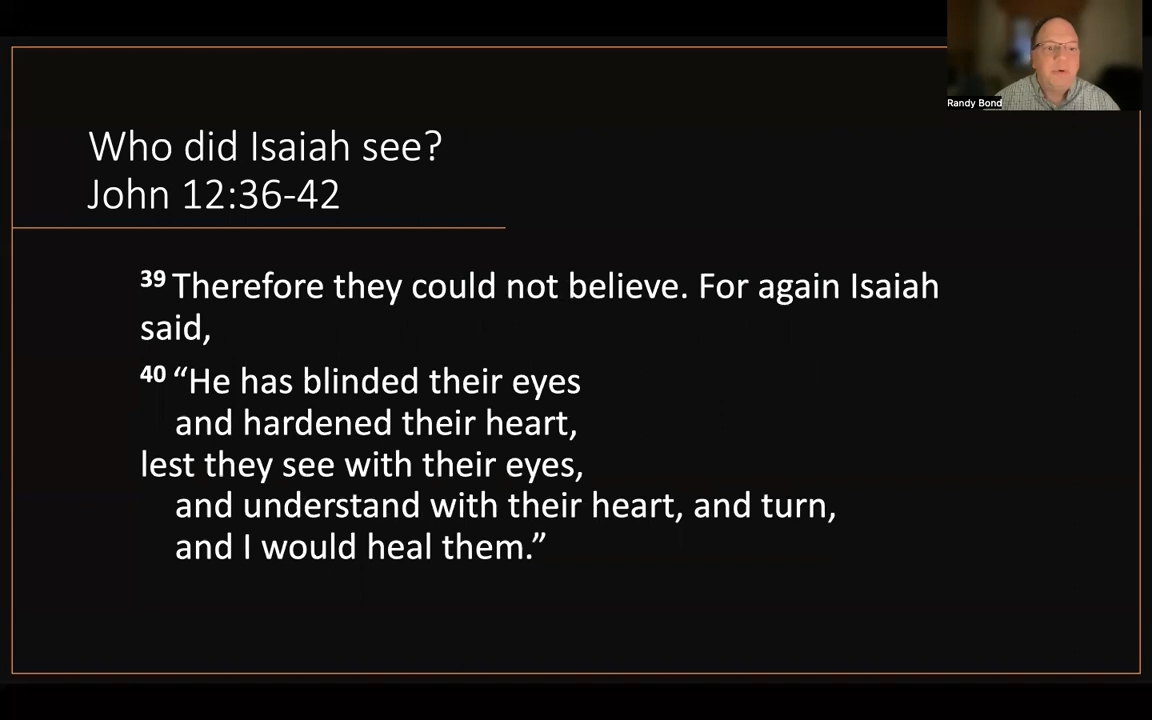 Randy Bond
Who did Isaiah see?
John 12:36-42
39 Therefore they could not believe. For again Isaiah
said,
40 “He has blinded their eyes
and hardened their heart,
lest they see with their eyes,
and understand with their heart, and turn,
and I would heal them.”